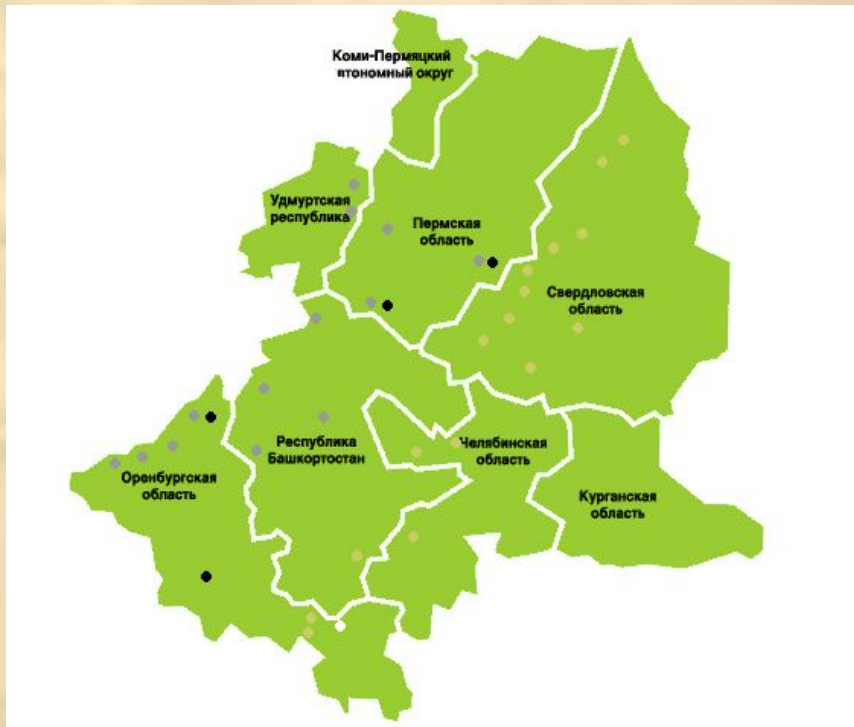 Коми-Пермяцкий
втономный округ
Удмуртская
республика
Пермская
область
Свердловская
область
Республика
Башкортостан
Челябинская
область
Оренбургская
область
Курганская
область